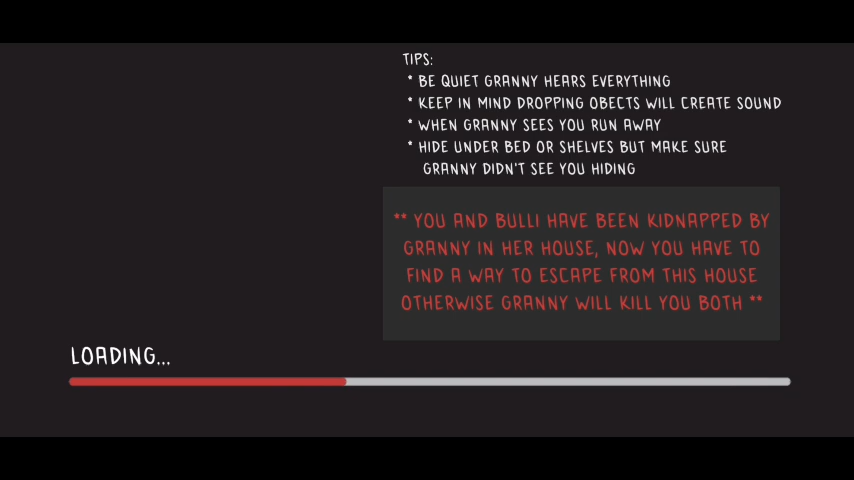 TIPS:
* BE QUIET GRANNY HEARS EVERYTHING
* KEEP IN MIND DROPPING OBECTS WILL CREATE SOUND
* WHEN GRANNY SEES YOU RUN AWAY
* HIDE UNDER BED OR SHELVES BUT MAKE SURE
GRANNY DIDN'T SEE YOU HIDING
** YOU AND BULLI HAVE BEEN KIDNAPPED BY
GRANNY IN HER HOUSE, NOW YOU HAVE TO
FIND A WAY TO ESCAPE FROM THIS HOUSE
OTHERWISE GRANNY WILL KILL YOU BOTH **
LOADING...